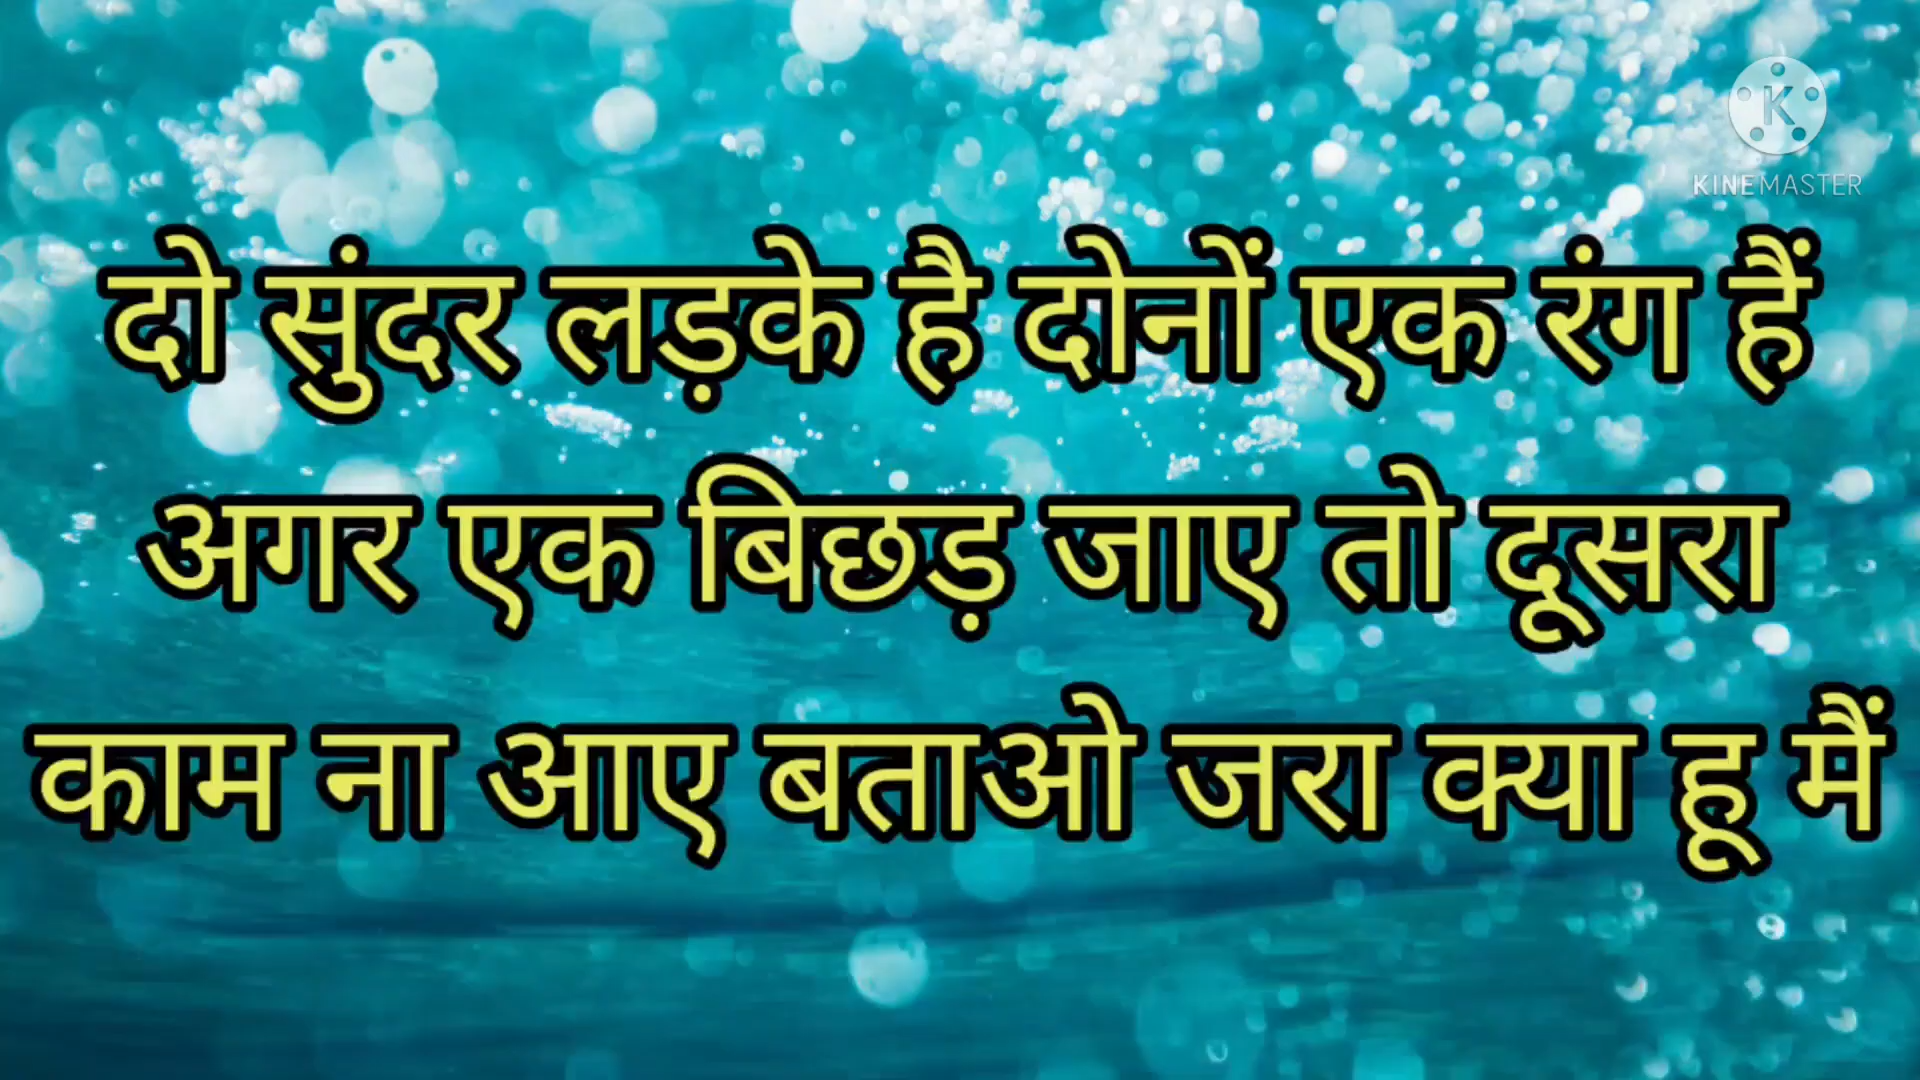 KINEMASTER
दो सुंदर लड़के है दोनों एक रंग हैं
अगर एक बिछड़ जाए तो दूसरा
काम ना आए बताओ जरा क्या हू मैं